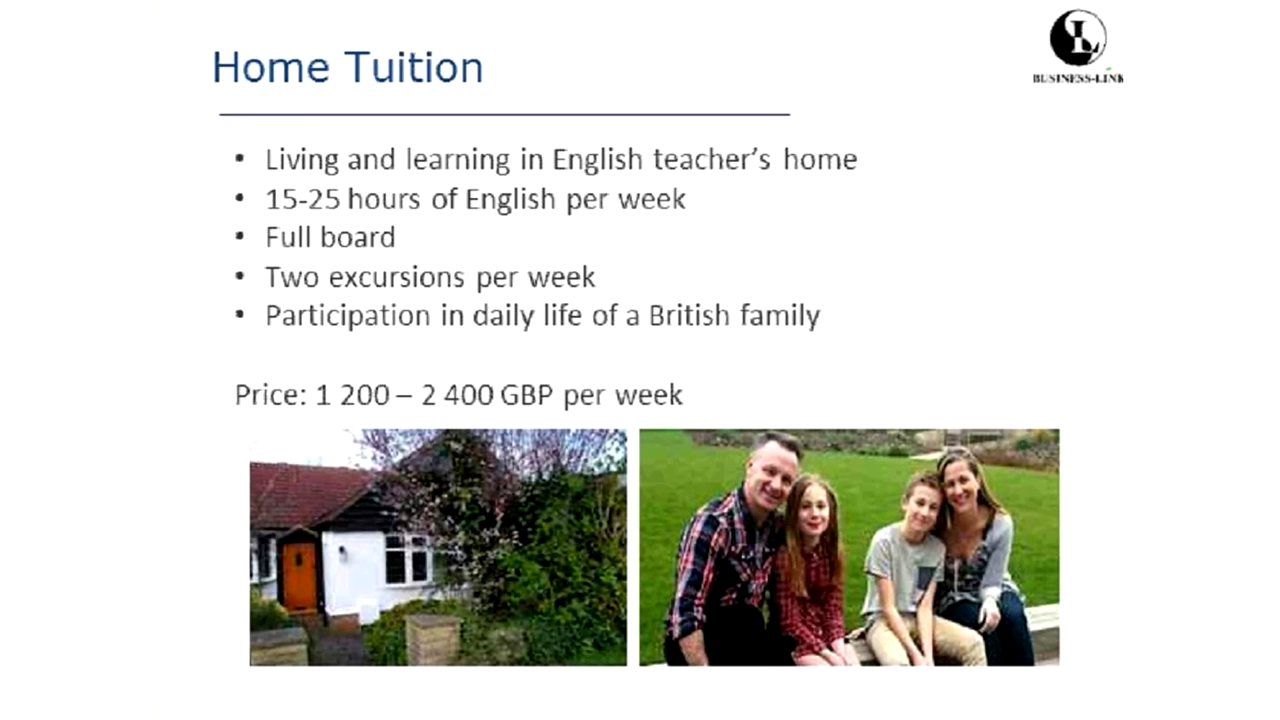 Home Tuition
BUSINESS-LINK
• Living and learning in English teacher’s home
• 15-25 hours of English per week
• Full board
• Two excursions per week
• Participation in daily life of a British family
Price: 1 200 – 2 400 GBP per week